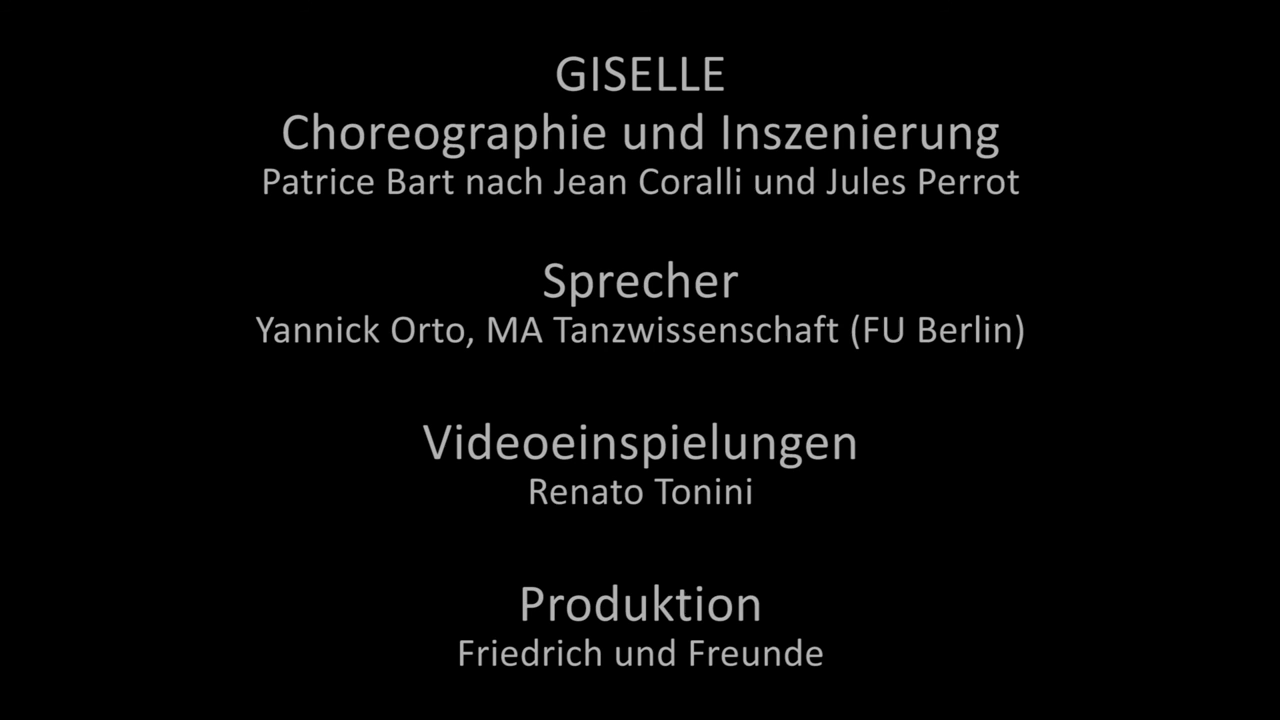 GISELLE
Choreographie und Inszenierung
Patrice Bart nach Jean Coralli und Jules Perrot
Sprecher
Yannick Orto, MA Tanzwissenschaft (FU Berlin)
Videoeinspielungen
Renato Tonini
Produktion
Friedrich und Freunde